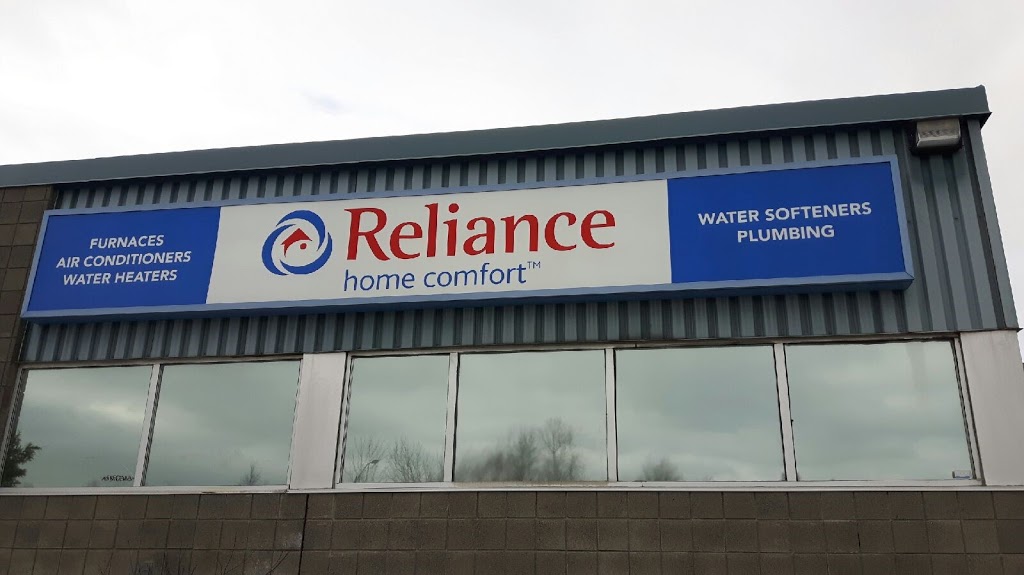 FURNACES
AIR CONDITIONERS
WATER HEATERS
Reliance
home comfort™
WATER SOFTENERS
PLUMBING